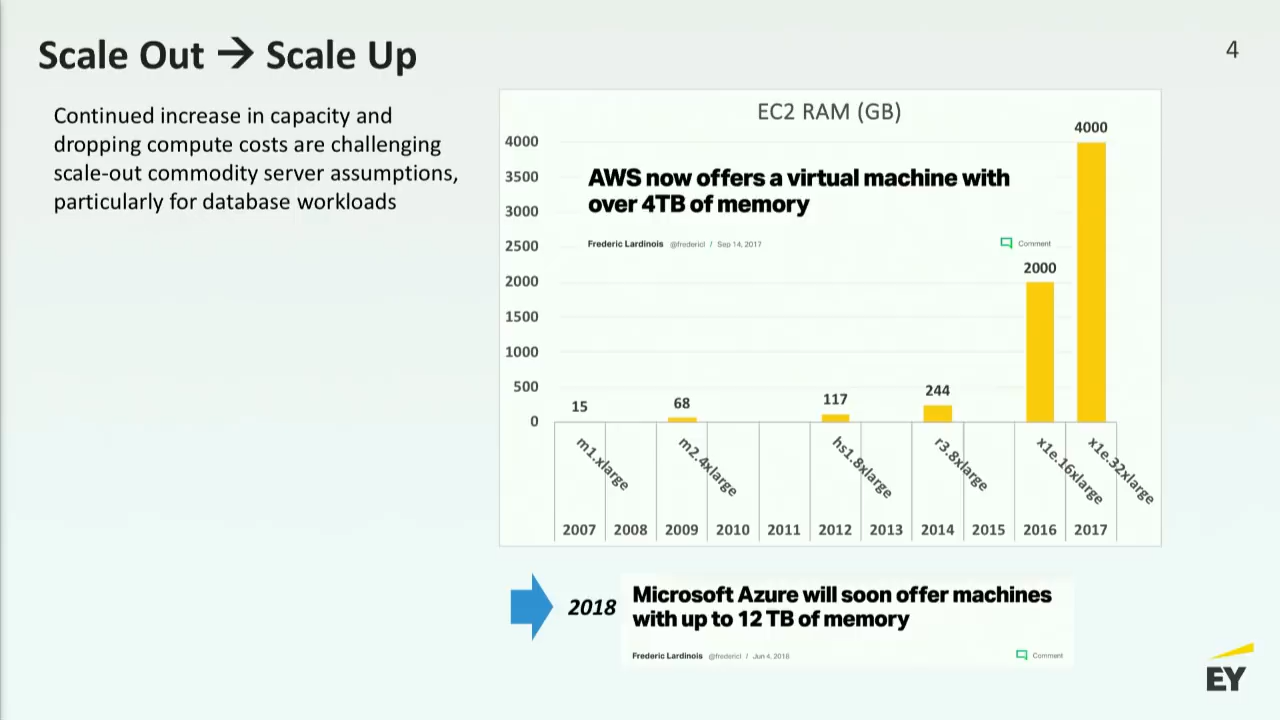 Scale Out → Scale Up
4
Continued increase in capacity and
dropping compute costs are challenging
scale-out commodity server assumptions,
particularly for database workloads
EC2 RAM (GB)
4000
3500
3000
2500
2000
1500
1000
500
0
AWS now offers a virtual machine with
over 4TB of memory
Frederic Lardinois @fredericl / Sep 14, 2017
Comment
15
68
117
244
2000
4000
m1.xlarge
m2.4xlarge
hs1.8xlarge
r3.8xlarge
x1e.16xlarge
x1e.32xlarge
2007 2008 2009 2010 2011 2012 2013 2014 2015 2016 2017
2018
Microsoft Azure will soon offer machines
with up to 12 TB of memory
Frederic Lardinois @fredericl / Jun 4, 2018
Comment
EY